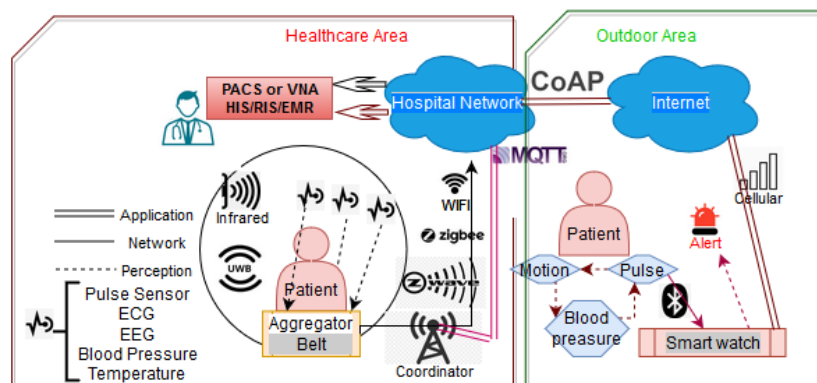 Healthcare Area
Outdoor Area
PACS or VNA
HIS/RIS/EMR
Hospital Network
CoAP
Internet
MQTT
Infrared
WIFI
Cellular
Application
Network
Perception
zigbee
Patient
Alert
UWB
Patient
Z wave
Motion
Pulse
Pulse Sensor
ECG
EEG
Blood Pressure
Temperature
Aggregator
Belt
Coordinator
Blood
preasure
Smart watch